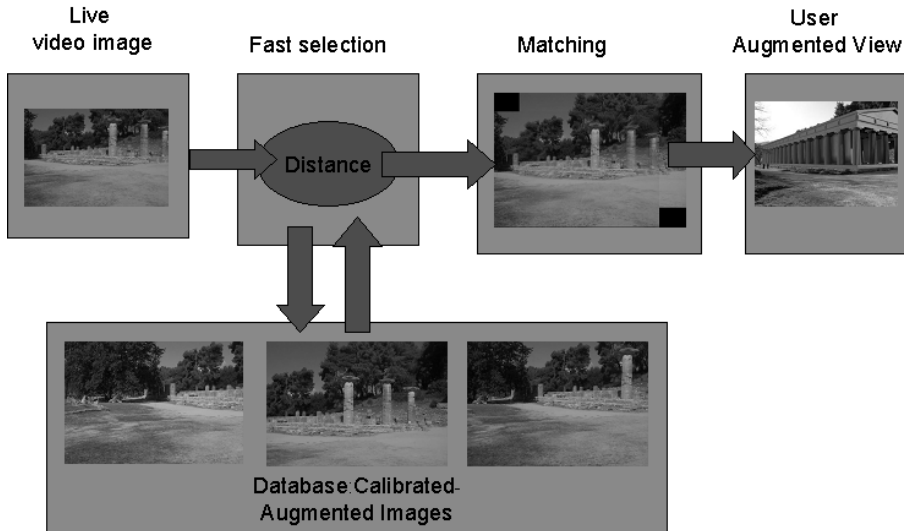 Live
video image
Fast selection
Matching
User
Augmented View
Distance
Database:Calibrated-
Augmented Images